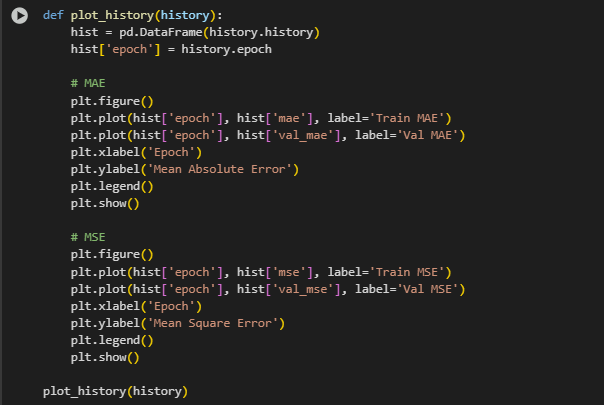 def plot_history(history):
    hist = pd.DataFrame(history.history)
    hist['epoch'] = history.epoch

    # MAE
    plt.figure()
    plt.plot(hist['epoch'], hist['mae'], label='Train MAE')
    plt.plot(hist['epoch'], hist['val_mae'], label='Val MAE')
    plt.xlabel('Epoch')
    plt.ylabel('Mean Absolute Error')
    plt.legend()
    plt.show()

    # MSE
    plt.figure()
    plt.plot(hist['epoch'], hist['mse'], label='Train MSE')
    plt.plot(hist['epoch'], hist['val_mse'], label='Val MSE')
    plt.xlabel('Epoch')
    plt.ylabel('Mean Square Error')
    plt.legend()
    plt.show()

plot_history(history)